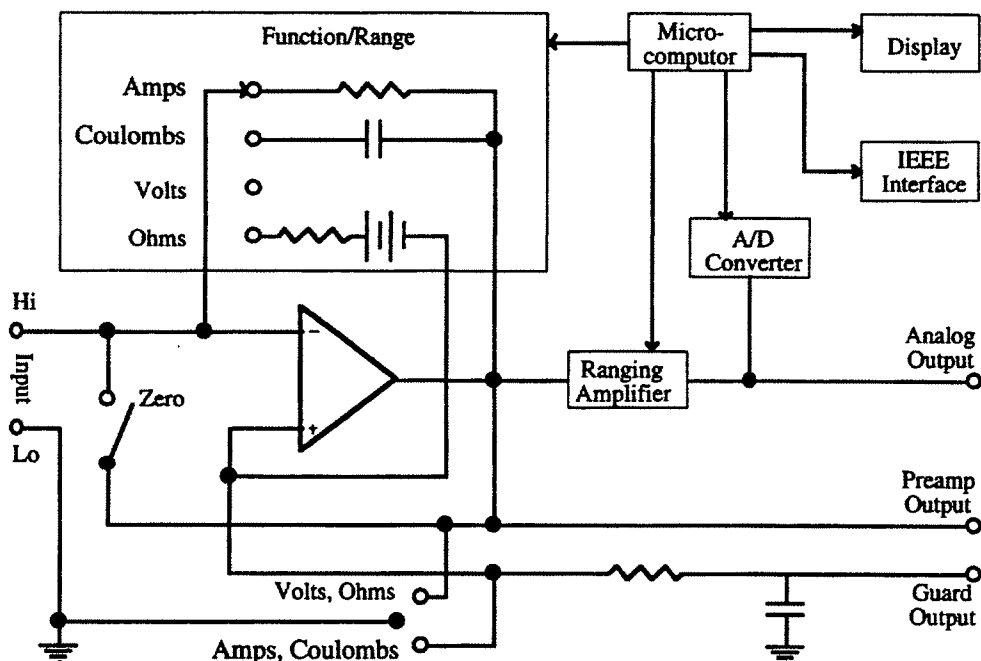 Function/Range
Micro-
computor
Display
Amps
Coulombs
IEEE
Interface
Volts
Ohms
A/D
Converter
Hi
Input
Lo
Zero
−
+
Ranging
Amplifier
Analog
Output
Preamp
Output
Volts, Ohms
Guard
Output
Amps, Coulombs